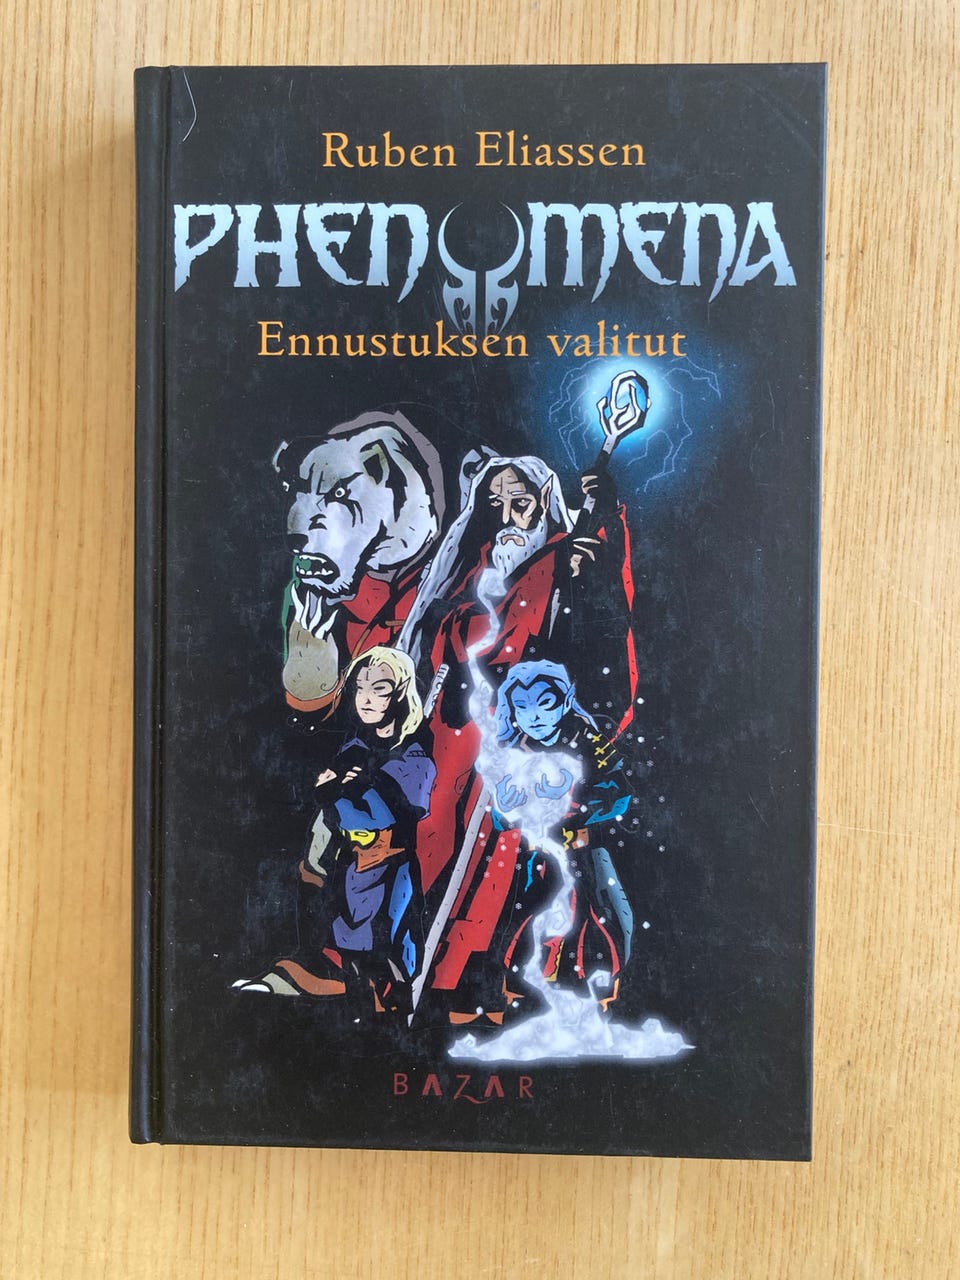 Ruben Eliassen
PHENOMENA
Ennustuksen valitut
BAZAR